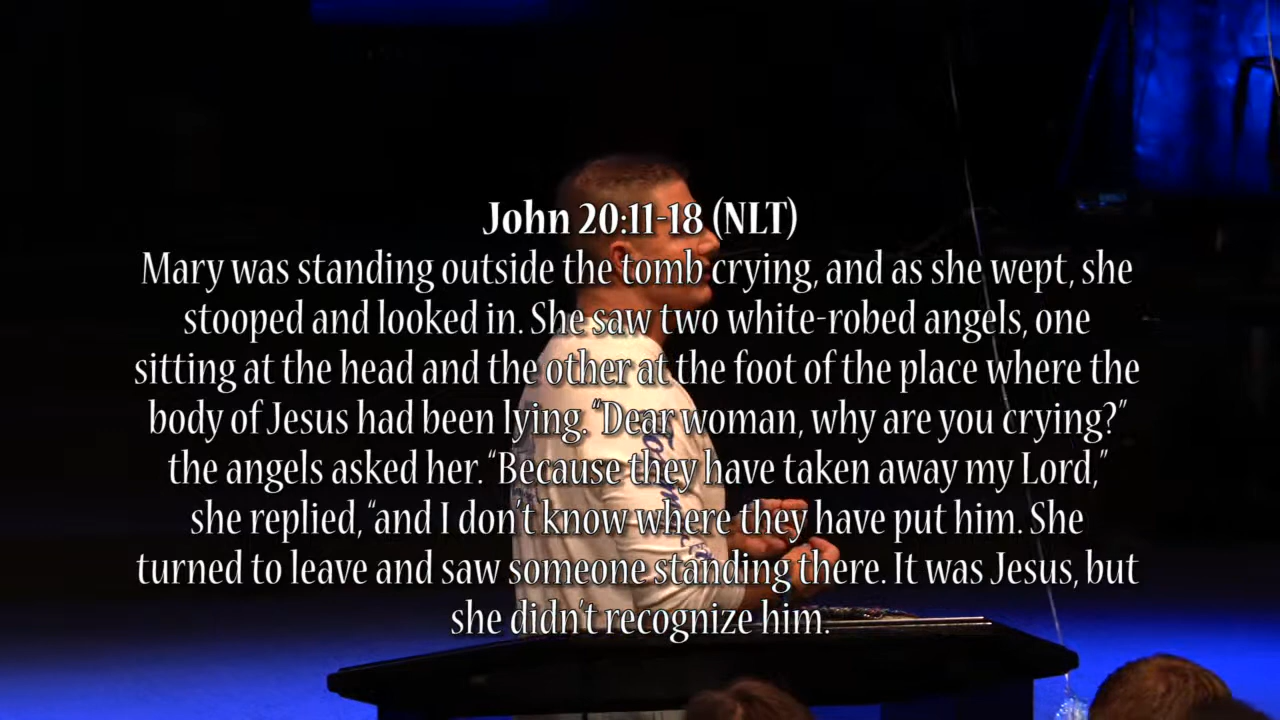 John 20:11-18 (NLT)
Mary was standing outside the tomb crying, and as she wept, she
stooped and looked in. She saw two white-robed angels, one
sitting at the head and the other at the foot of the place where the
body of Jesus had been lying. “Dear woman, why are you crying?”
the angels asked her. “Because they have taken away my Lord,”
she replied, “and I don't know where they have put him. She
turned to leave and saw someone standing there. It was Jesus, but
she didn't recognize him.